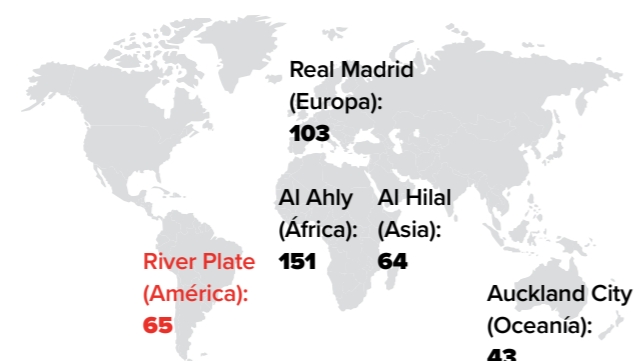 Real Madrid
(Europa):
103
Al Ahly
(África):
151
Al Hilal
(Asia):
64
River Plate
(América):
65
Auckland City
(Oceanía):
43